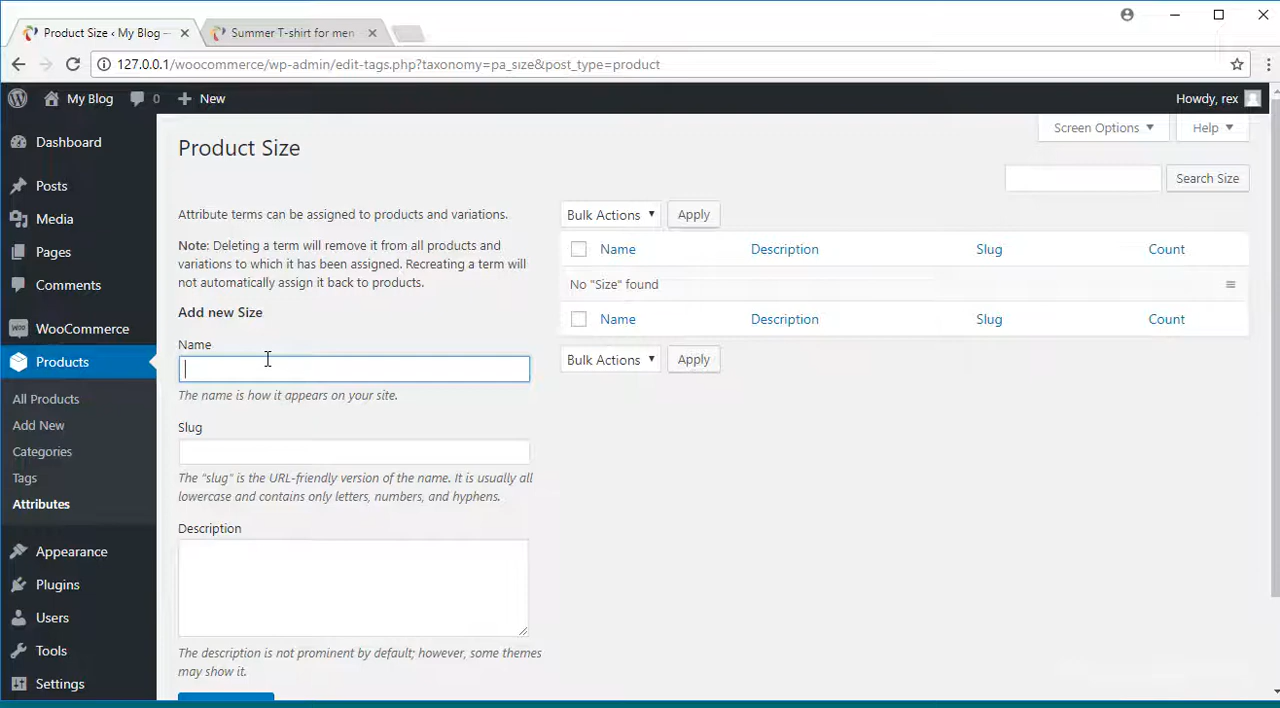 Product Size ‹ My Blog —
Summer T-shirt for men
127.0.0.1/woocommerce/wp-admin/edit-tags.php?taxonomy=pa_size&post_type=product
My Blog 0 New
Howdy, rex
Dashboard
Posts
Media
Pages
Comments
WooCommerce
Products
All Products
Add New
Categories
Tags
Attributes
Appearance
Plugins
Users
Tools
Settings
Screen Options
Help
Product Size
Search Size
Attribute terms can be assigned to products and variations.
Note: Deleting a term will remove it from all products and
variations to which it has been assigned. Recreating a term will
not automatically assign it back to products.
Add new Size
Name
The name is how it appears on your site.
Slug
The "slug" is the URL-friendly version of the name. It is usually all
lowercase and contains only letters, numbers, and hyphens.
Description
The description is not prominent by default; however, some themes
may show it.
Bulk Actions Apply
Name Description Slug Count
No "Size" found
Name Description Slug Count
Bulk Actions Apply